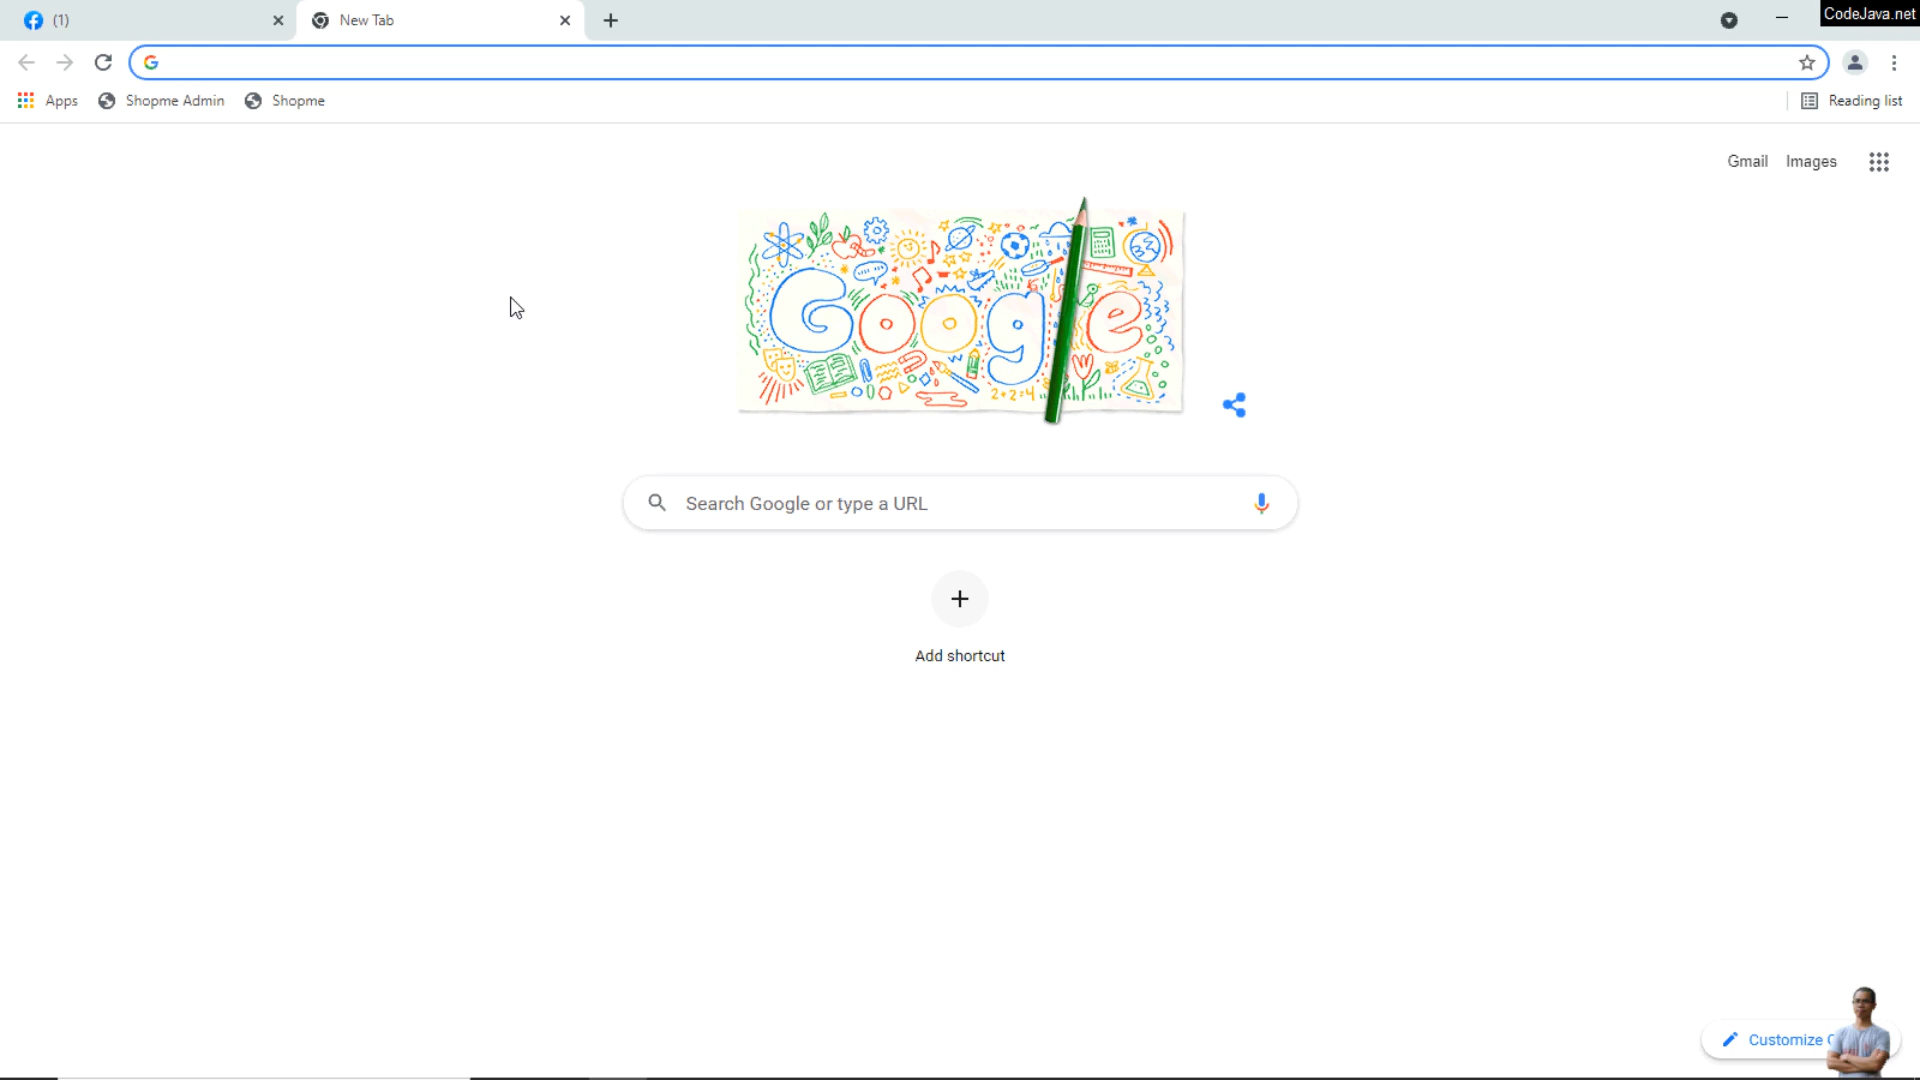 (1)
New Tab
CodeJava.net
Apps
Shopme Admin
Shopme
Reading list
Gmail
Images
Google
2+2=4
Search Google or type a URL
Add shortcut
Customize